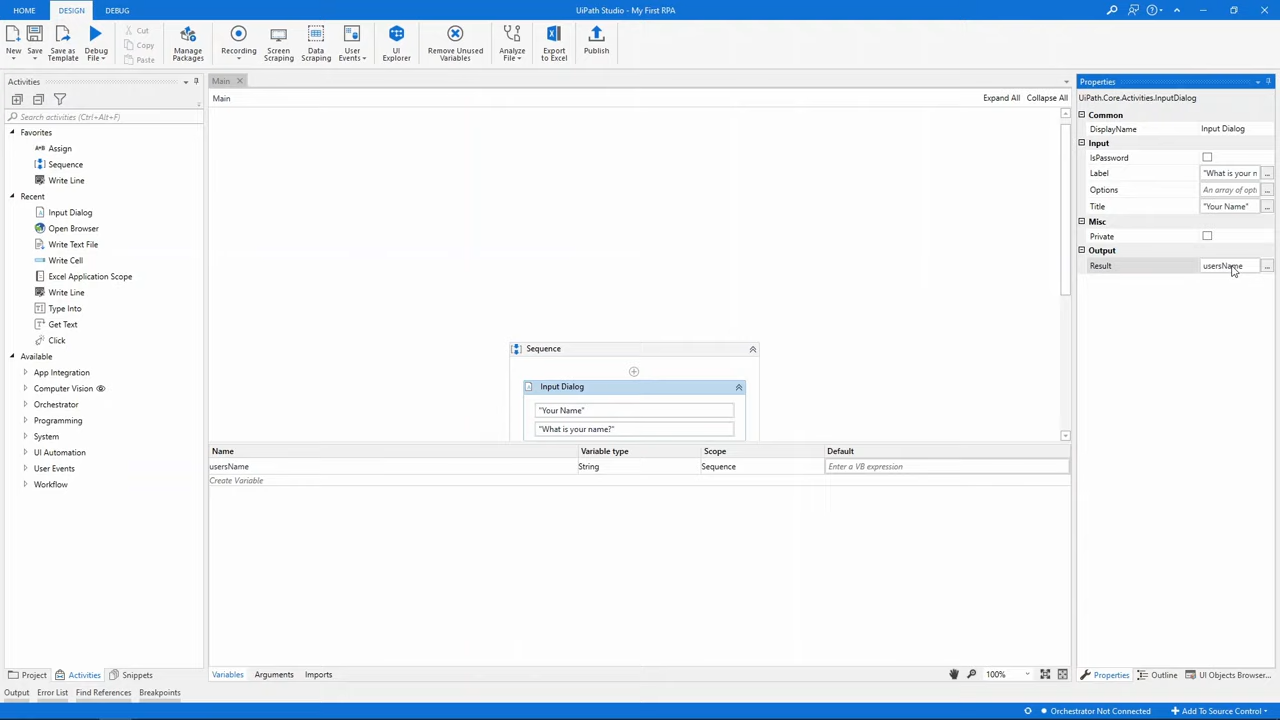 HOME DESIGN DEBUG UiPath Studio - My First RPA
New Save Save as Template Debug File Cut Copy Paste Manage Packages Recording Screen Scraping Data Scraping User Events UI Explorer Remove Unused Variables Analyze File Export to Excel Publish
Activities
Search activities (Ctrl+Alt+F)
Favorites
Assign
Sequence
Write Line
Recent
Input Dialog
Open Browser
Write Text File
Write Cell
Excel Application Scope
Write Line
Type Into
Get Text
Click
Available
App Integration
Computer Vision
Orchestrator
Programming
System
UI Automation
User Events
Workflow
Project Activities Snippets
Main
Main Expand All Collapse All
Sequence
Input Dialog
"Your Name"
"What is your name?"
Name Variable type Scope Default
usersName String Sequence Enter a VB expression
Create Variable
Variables Arguments Imports 100%
Properties
UiPath.Core.Activities.InputDialog
Common
DisplayName Input Dialog
Input
IsPassword
Label "What is your n
Options An array of opti
Title "Your Name"
Misc
Private
Output
Result usersName
Properties Outline UI Objects Browser...
Output Error List Find References Breakpoints
Orchestrator Not Connected Add To Source Control